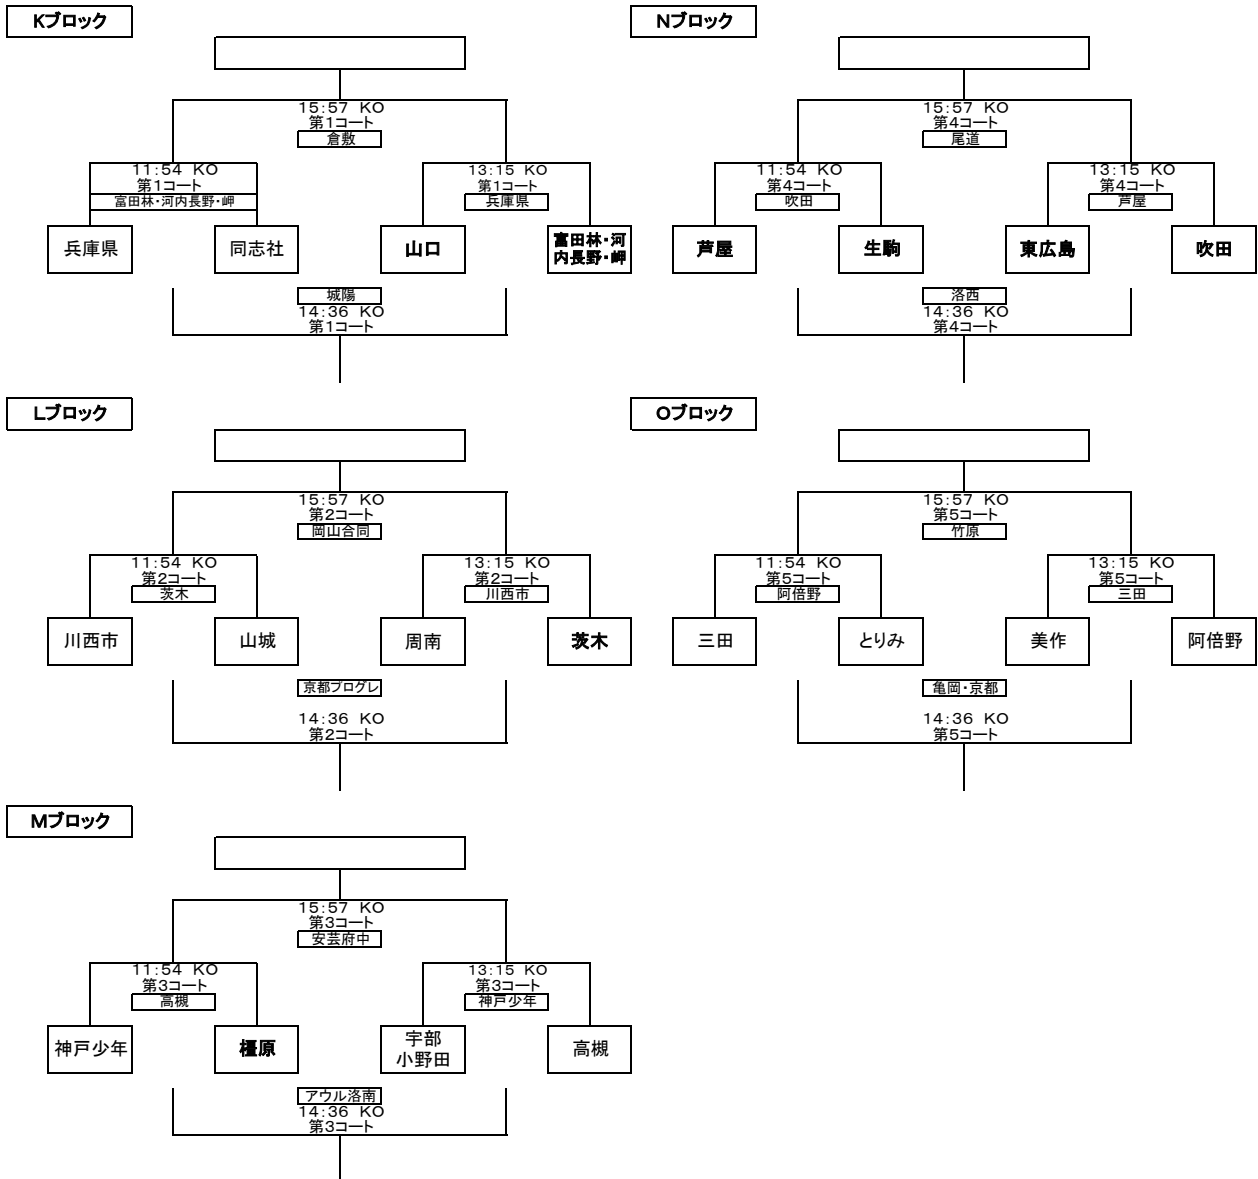 Kブロック
15:57 KO
第1コート
倉敷
11:54 KO
第1コート
富田林・河内長野・岬
13:15 KO
第1コート
兵庫県
兵庫県
同志社
山口
富田林・河
内長野・岬
城陽
14:36 KO
第1コート
Nブロック
15:57 KO
第4コート
尾道
11:54 KO
第4コート
吹田
13:15 KO
第4コート
芦屋
芦屋
生駒
東広島
吹田
洛西
14:36 KO
第4コート
Lブロック
15:57 KO
第2コート
岡山合同
11:54 KO
第2コート
茨木
13:15 KO
第2コート
川西市
川西市
山城
周南
茨木
京都プログレ
14:36 KO
第2コート
Oブロック
15:57 KO
第5コート
竹原
11:54 KO
第5コート
阿倍野
13:15 KO
第5コート
三田
三田
とりみ
美作
阿倍野
亀岡・京都
14:36 KO
第5コート
Mブロック
15:57 KO
第3コート
安芸府中
11:54 KO
第3コート
高槻
13:15 KO
第3コート
神戸少年
神戸少年
橿原
宇部
小野田
高槻
アウル洛南
14:36 KO
第3コート